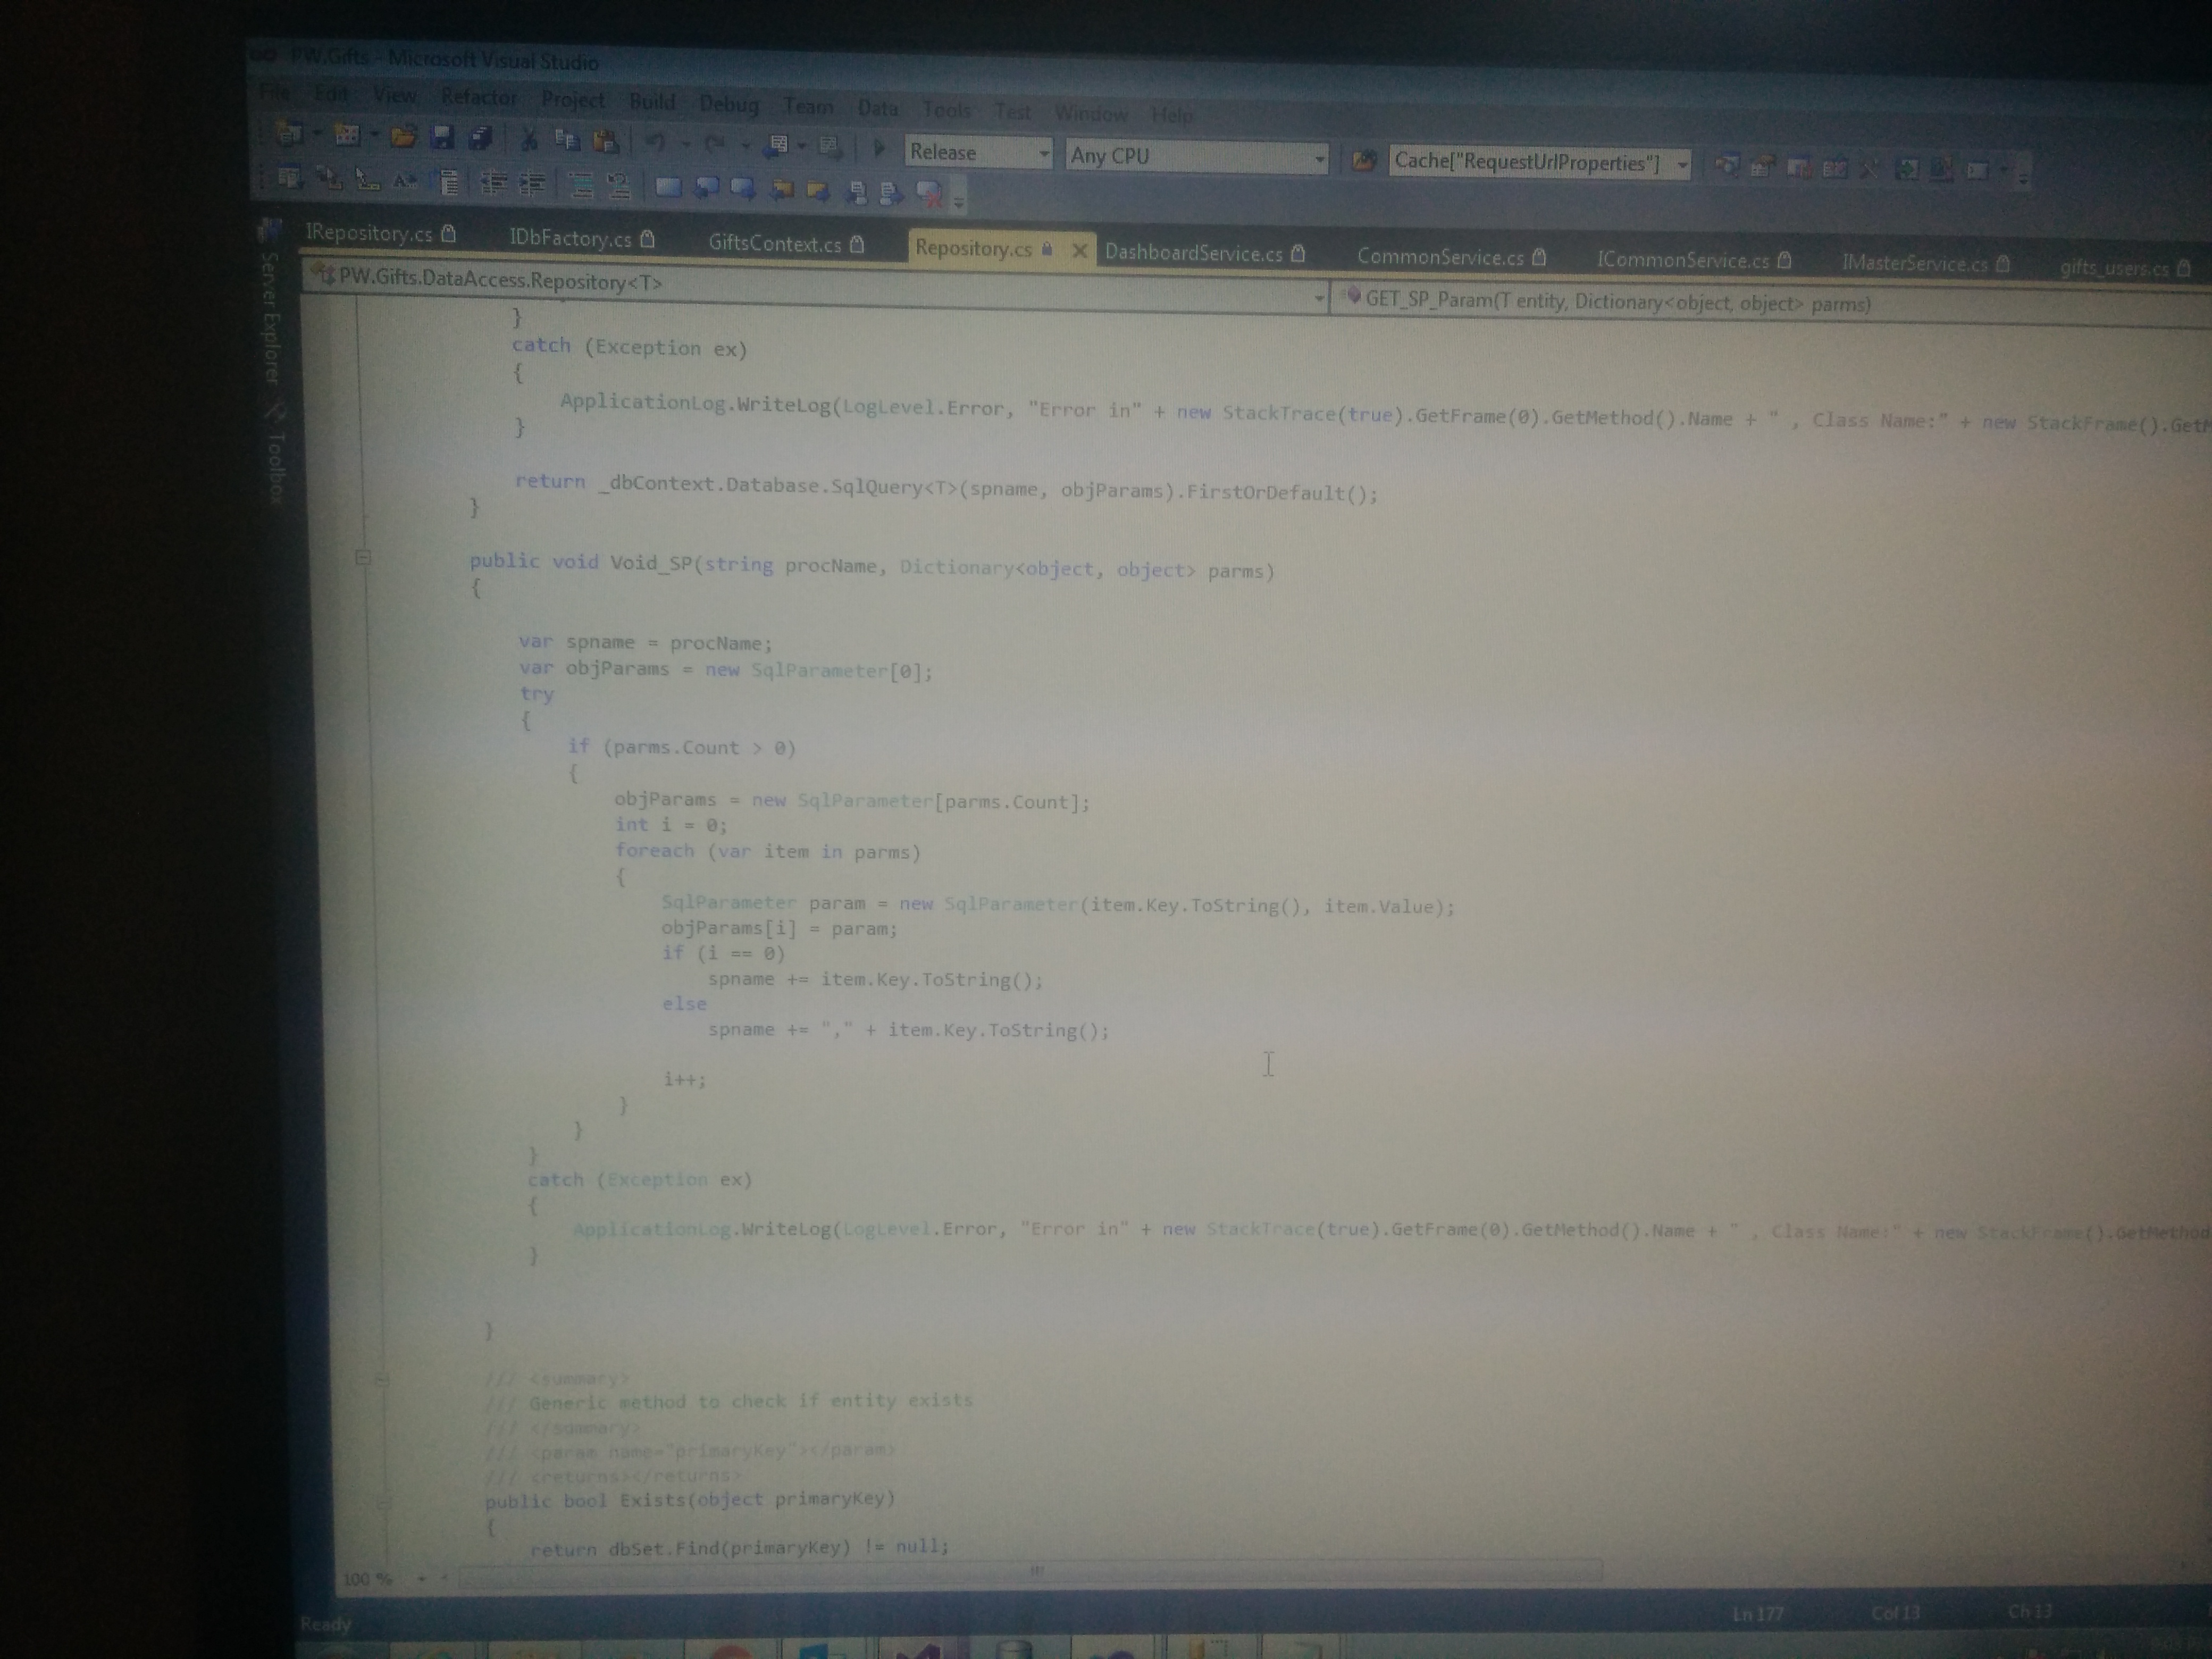 PW.Gifts - Microsoft Visual Studio
File Edit View Refactor Project Build Debug Team Data Tools Test Window Help
Release Any CPU Cache["RequestUrlProperties"]
IRepository.cs IDbFactory.cs GiftsContext.cs Repository.cs DashboardService.cs CommonService.cs ICommonService.cs IMasterService.cs gifts_users.cs
Server Explorer
Toolbox
PW.Gifts.DataAccess.Repository<T> GET_SP_Param(T entity, Dictionary<object, object> parms)
}
catch (Exception ex)
{
ApplicationLog.WriteLog(LogLevel.Error, "Error in" + new StackTrace(true).GetFrame(0).GetMethod().Name + " , Class Name:" + new StackFrame().GetM
}
return _dbContext.Database.SqlQuery<T>(spname, objParams).FirstOrDefault();
}
public void Void_SP(string procName, Dictionary<object, object> parms)
{
var spname = procName;
var objParams = new SqlParameter[0];
try
{
if (parms.Count > 0)
{
objParams = new SqlParameter[parms.Count];
int i = 0;
foreach (var item in parms)
{
SqlParameter param = new SqlParameter(item.Key.ToString(), item.Value);
objParams[i] = param;
if (i == 0)
spname += item.Key.ToString();
else
spname += "," + item.Key.ToString();
i++;
}
}
}
catch (Exception ex)
{
ApplicationLog.WriteLog(LogLevel.Error, "Error in" + new StackTrace(true).GetFrame(0).GetMethod().Name + " , Class Name:" + new StackFrame().GetMethod
}
}
/// <summary>
/// Generic method to check if entity exists
/// </summary>
/// <param name="primaryKey"></param>
/// <returns></returns>
public bool Exists(object primaryKey)
{
return dbSet.Find(primaryKey) != null;
100 %
Ready Ln 177 Col 13 Ch 13